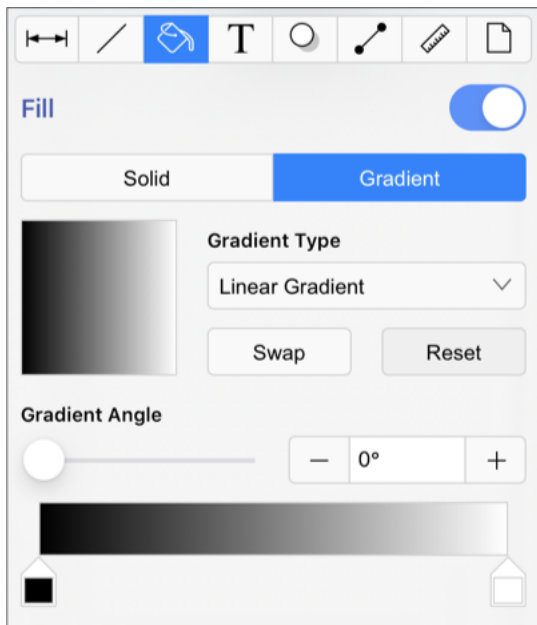 T
Fill
Solid Gradient
Gradient Type
Linear Gradient
Swap Reset
Gradient Angle
— 0° +